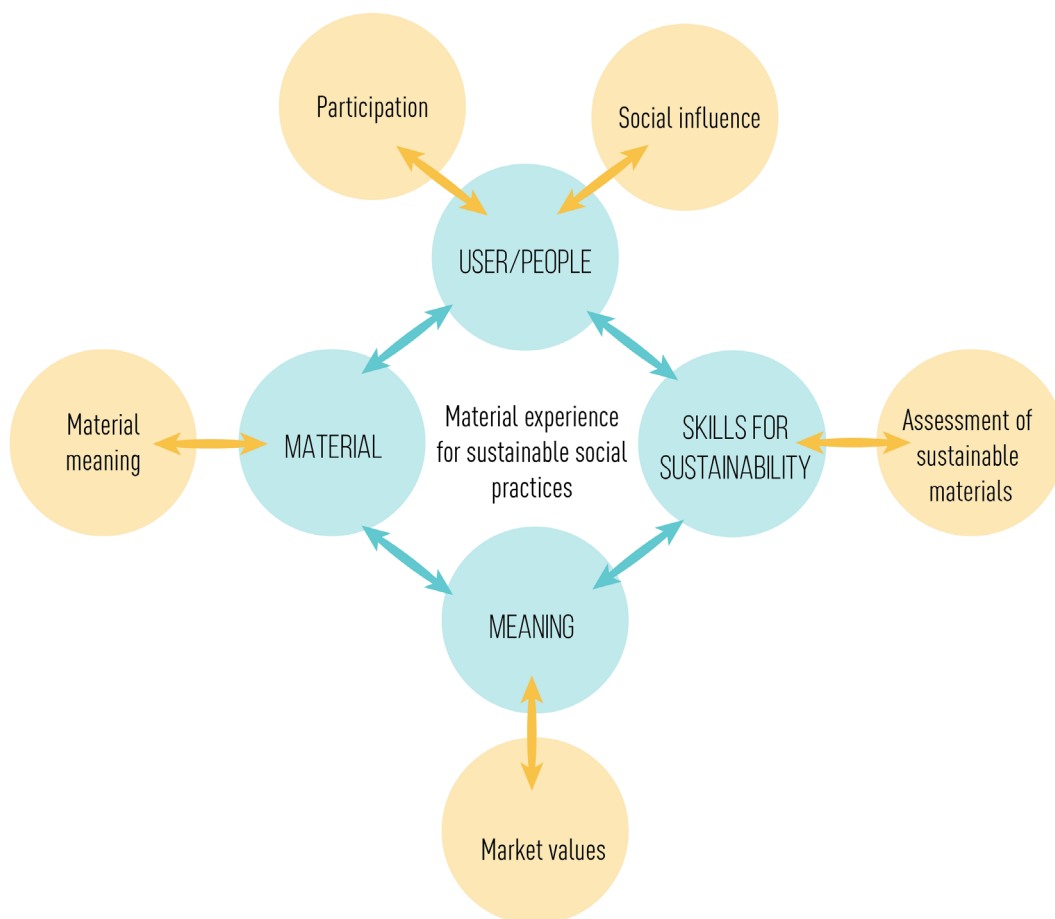 Participation
Social influence
USER/PEOPLE
Material
meaning
MATERIAL
Material experience
for sustainable social
practices
SKILLS FOR
SUSTAINABILITY
Assessment of
sustainable
materials
MEANING
Market values